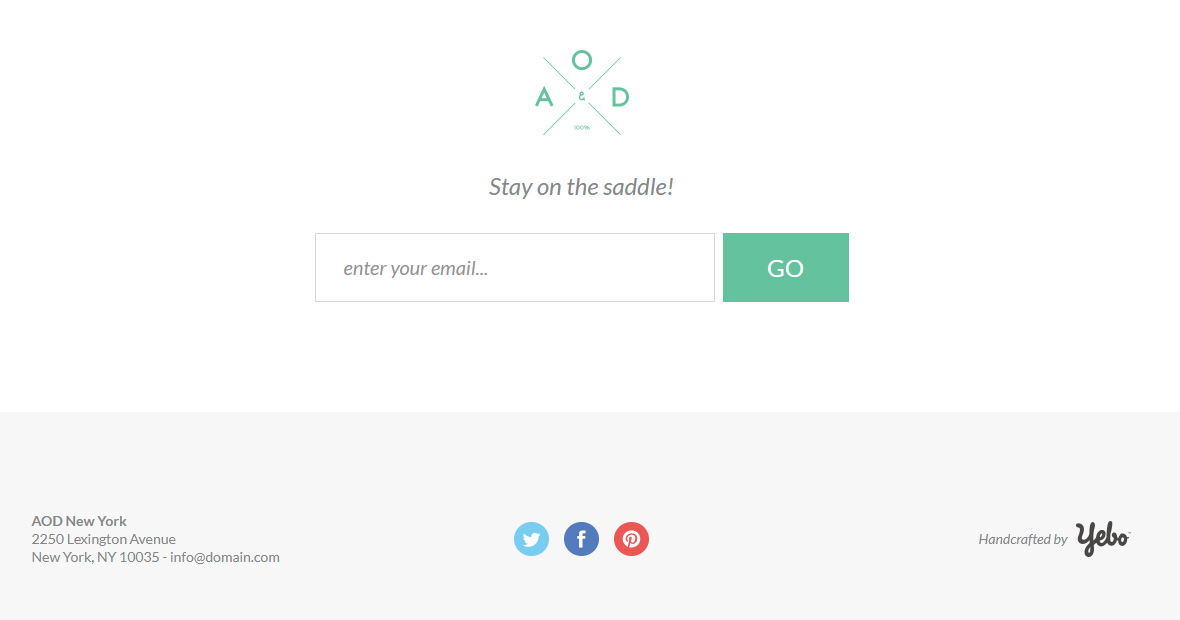 O
A & D
100%
Stay on the saddle!
enter your email... GO
AOD New York
2250 Lexington Avenue
New York, NY 10035 - info@domain.com
f
Handcrafted by Yebo